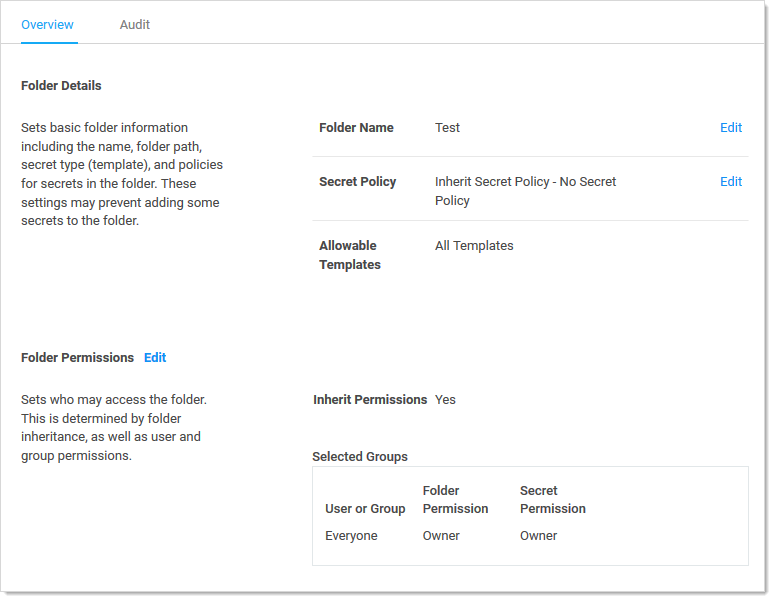 Overview
Audit
Folder Details
Sets basic folder information
including the name, folder path,
secret type (template), and policies
for secrets in the folder. These
settings may prevent adding some
secrets to the folder.
Folder Name
Test
Edit
Secret Policy
Inherit Secret Policy - No Secret
Policy
Edit
Allowable
Templates
All Templates
Folder Permissions
Edit
Sets who may access the folder.
This is determined by folder
inheritance, as well as user and
group permissions.
Inherit Permissions
Yes
Selected Groups
User or Group
Folder
Permission
Secret
Permission
Everyone
Owner
Owner